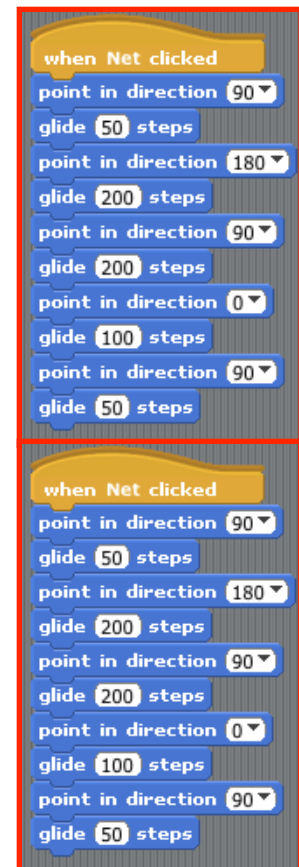 when Net clicked
point in direction 90
glide 50 steps
point in direction 180
glide 200 steps
point in direction 90
glide 200 steps
point in direction 0
glide 100 steps
point in direction 90
glide 50 steps
when Net clicked
point in direction 90
glide 50 steps
point in direction 180
glide 200 steps
point in direction 90
glide 200 steps
point in direction 0
glide 100 steps
point in direction 90
glide 50 steps